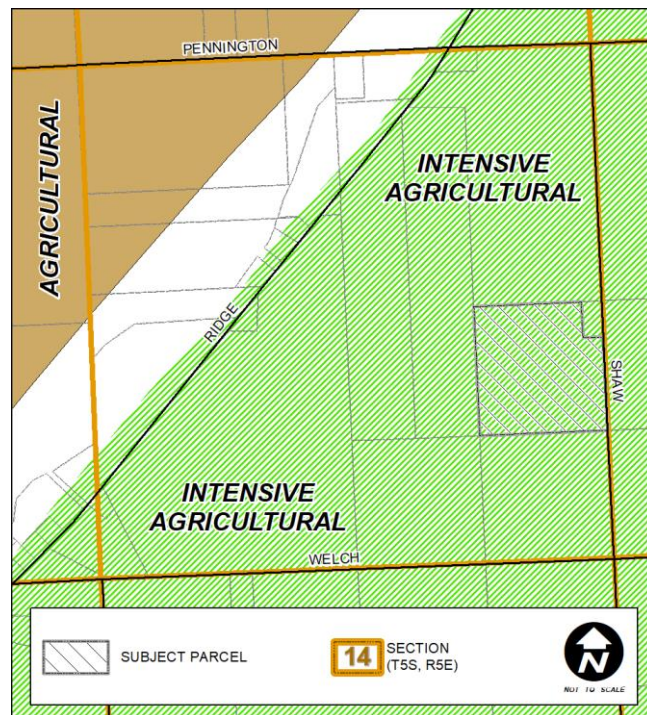 PENNINGTON
AGRICULTURAL
INTENSIVE
AGRICULTURAL
RIDGE
SHAW
INTENSIVE
AGRICULTURAL
WELCH
SUBJECT PARCEL
14
SECTION
(T5S, R5E)
N
NOT TO SCALE